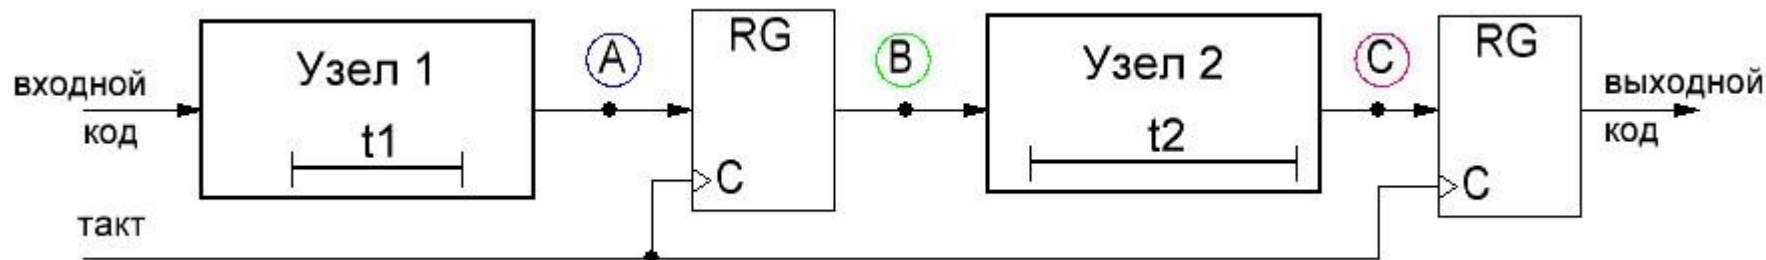 входной
код
Узел 1
t1
A
RG
C
B
Узел 2
t2
C
RG
C
выходной
код
такт